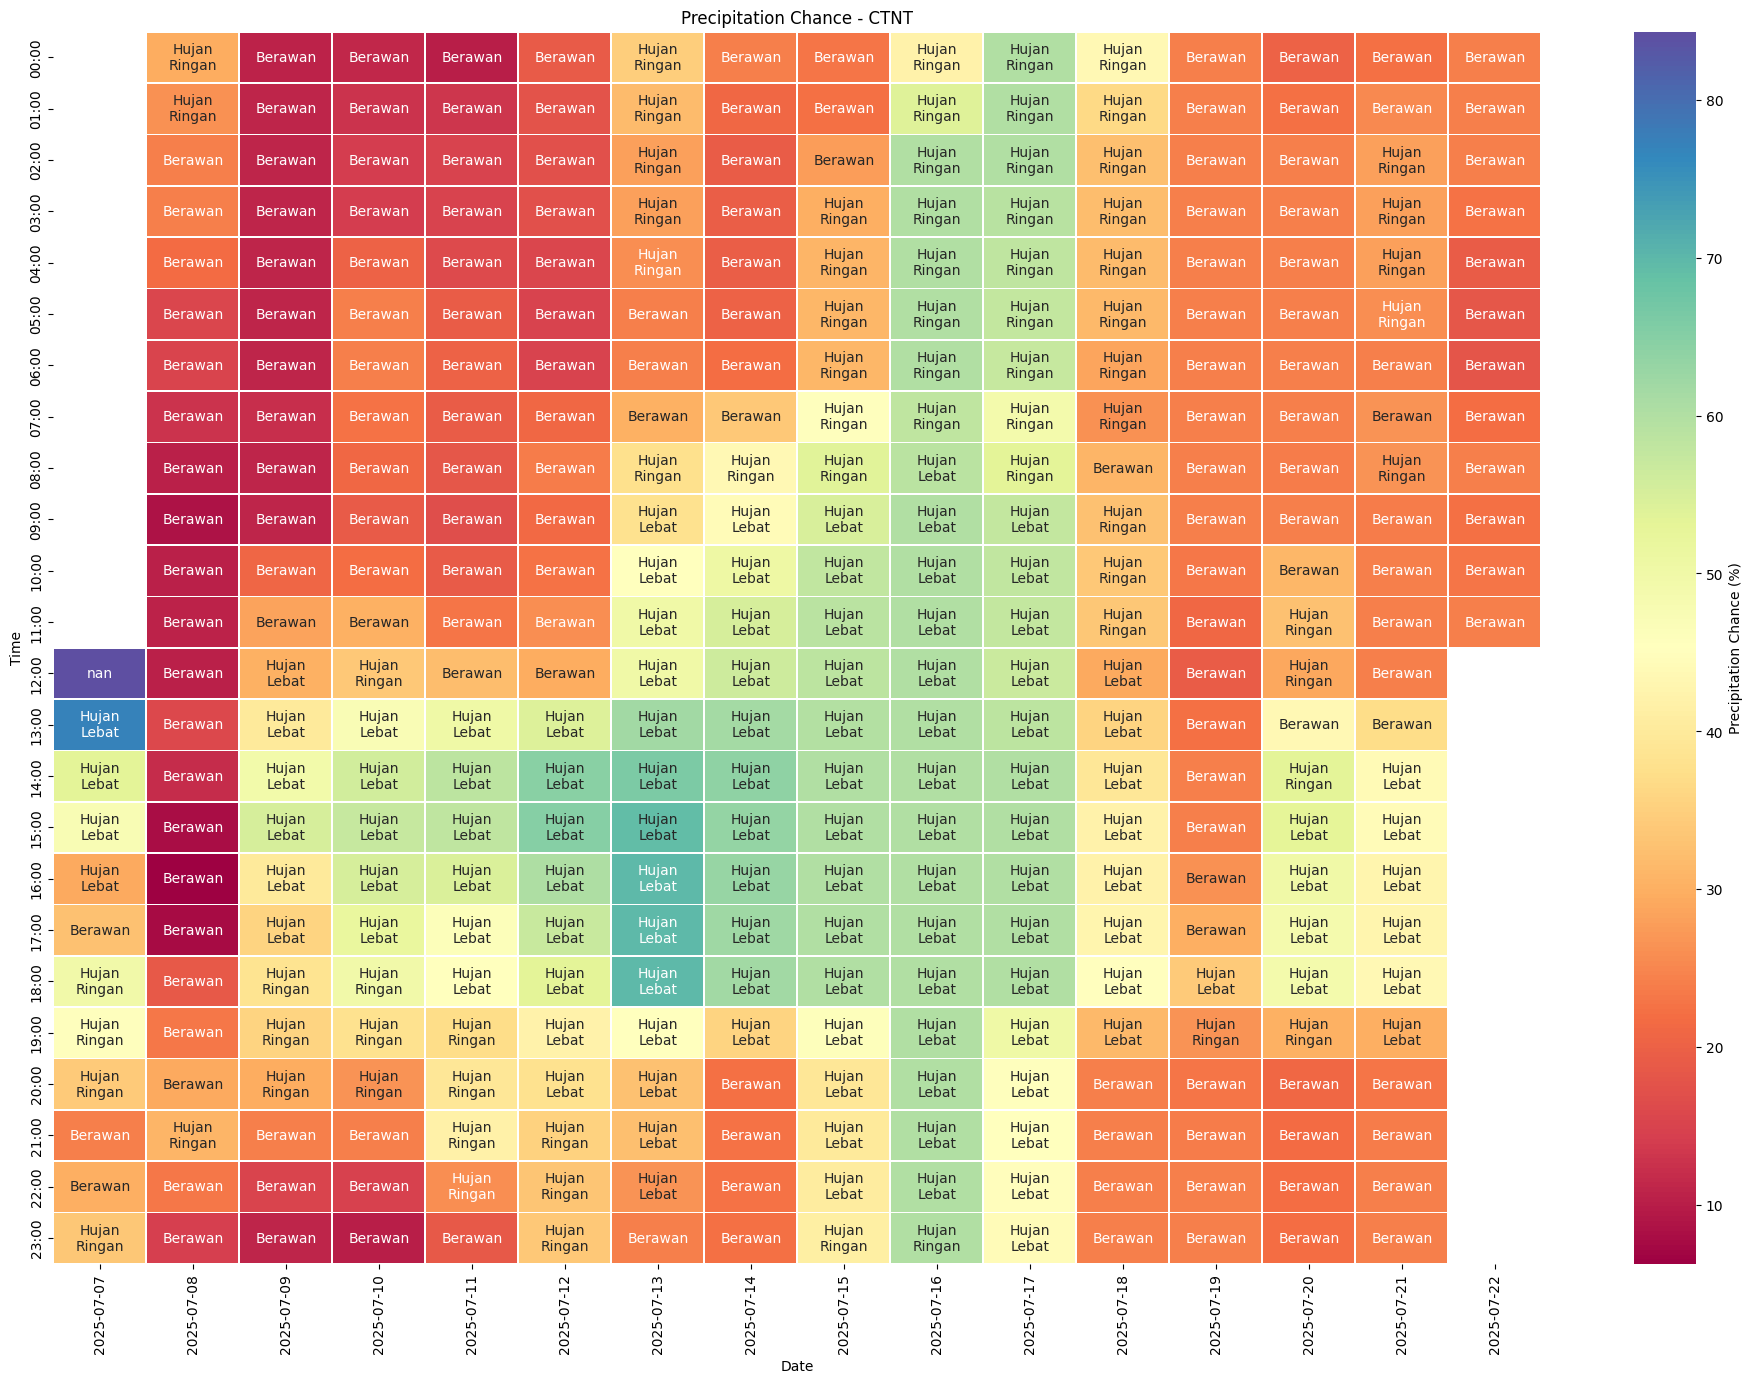 Precipitation Chance - CTNT
00:00 Hujan Ringan Berawan Berawan Berawan Berawan Hujan Ringan Berawan Berawan Hujan Ringan Hujan Ringan Hujan Ringan Berawan Berawan Berawan Berawan
01:00 Hujan Ringan Berawan Berawan Berawan Berawan Hujan Ringan Berawan Berawan Hujan Ringan Hujan Ringan Hujan Ringan Berawan Berawan Berawan Berawan
02:00 Berawan Berawan Berawan Berawan Berawan Hujan Ringan Berawan Berawan Hujan Ringan Hujan Ringan Hujan Ringan Berawan Berawan Hujan Ringan Berawan
03:00 Berawan Berawan Berawan Berawan Berawan Hujan Ringan Berawan Hujan Ringan Hujan Ringan Hujan Ringan Hujan Ringan Berawan Berawan Hujan Ringan Berawan
04:00 Berawan Berawan Berawan Berawan Berawan Hujan Ringan Berawan Hujan Ringan Hujan Ringan Hujan Ringan Hujan Ringan Berawan Berawan Hujan Ringan Berawan
05:00 Berawan Berawan Berawan Berawan Berawan Berawan Berawan Hujan Ringan Hujan Ringan Hujan Ringan Hujan Ringan Berawan Berawan Hujan Ringan Berawan
06:00 Berawan Berawan Berawan Berawan Berawan Berawan Berawan Hujan Ringan Hujan Ringan Hujan Ringan Hujan Ringan Berawan Berawan Berawan Berawan
07:00 Berawan Berawan Berawan Berawan Berawan Berawan Berawan Hujan Ringan Hujan Ringan Hujan Ringan Hujan Ringan Berawan Berawan Berawan Berawan
08:00 Berawan Berawan Berawan Berawan Berawan Hujan Ringan Hujan Ringan Hujan Ringan Hujan Lebat Hujan Ringan Berawan Berawan Berawan Hujan Ringan Berawan
09:00 Berawan Berawan Berawan Berawan Berawan Hujan Lebat Hujan Lebat Hujan Lebat Hujan Lebat Hujan Lebat Hujan Ringan Berawan Berawan Berawan Berawan
10:00 Berawan Berawan Berawan Berawan Berawan Hujan Lebat Hujan Lebat Hujan Lebat Hujan Lebat Hujan Lebat Hujan Ringan Berawan Berawan Berawan Berawan
11:00 Berawan Berawan Berawan Berawan Berawan Hujan Lebat Hujan Lebat Hujan Lebat Hujan Lebat Hujan Lebat Hujan Ringan Berawan Hujan Ringan Berawan Berawan
12:00 nan Berawan Hujan Lebat Hujan Ringan Berawan Berawan Hujan Lebat Hujan Lebat Hujan Lebat Hujan Lebat Hujan Lebat Hujan Lebat Berawan Hujan Ringan Berawan
13:00 Hujan Lebat Berawan Hujan Lebat Hujan Lebat Hujan Lebat Hujan Lebat Hujan Lebat Hujan Lebat Hujan Lebat Hujan Lebat Hujan Lebat Hujan Lebat Berawan Berawan Berawan
14:00 Hujan Lebat Berawan Hujan Lebat Hujan Lebat Hujan Lebat Hujan Lebat Hujan Lebat Hujan Lebat Hujan Lebat Hujan Lebat Hujan Lebat Hujan Lebat Berawan Hujan Ringan Hujan Lebat
15:00 Hujan Lebat Berawan Hujan Lebat Hujan Lebat Hujan Lebat Hujan Lebat Hujan Lebat Hujan Lebat Hujan Lebat Hujan Lebat Hujan Lebat Hujan Lebat Berawan Hujan Lebat Hujan Lebat
16:00 Hujan Lebat Berawan Hujan Lebat Hujan Lebat Hujan Lebat Hujan Lebat Hujan Lebat Hujan Lebat Hujan Lebat Hujan Lebat Hujan Lebat Hujan Lebat Berawan Hujan Lebat Hujan Lebat
17:00 Berawan Berawan Hujan Lebat Hujan Lebat Hujan Lebat Hujan Lebat Hujan Lebat Hujan Lebat Hujan Lebat Hujan Lebat Hujan Lebat Hujan Lebat Berawan Hujan Lebat Hujan Lebat
18:00 Hujan Ringan Berawan Hujan Ringan Hujan Ringan Hujan Lebat Hujan Lebat Hujan Lebat Hujan Lebat Hujan Lebat Hujan Lebat Hujan Lebat Hujan Lebat Hujan Lebat Hujan Lebat Hujan Lebat
19:00 Hujan Ringan Berawan Hujan Ringan Hujan Ringan Hujan Ringan Hujan Lebat Hujan Lebat Hujan Lebat Hujan Lebat Hujan Lebat Hujan Lebat Hujan Lebat Hujan Ringan Hujan Ringan Hujan Lebat
20:00 Hujan Ringan Berawan Hujan Ringan Hujan Ringan Hujan Ringan Hujan Lebat Hujan Lebat Berawan Hujan Lebat Hujan Lebat Hujan Lebat Berawan Berawan Berawan Berawan
21:00 Berawan Hujan Ringan Berawan Berawan Hujan Ringan Hujan Ringan Hujan Lebat Berawan Hujan Lebat Hujan Lebat Hujan Lebat Berawan Berawan Berawan Berawan
22:00 Berawan Berawan Berawan Berawan Hujan Ringan Hujan Ringan Hujan Lebat Berawan Hujan Lebat Hujan Lebat Hujan Lebat Berawan Berawan Berawan Berawan
23:00 Hujan Ringan Berawan Berawan Berawan Berawan Hujan Ringan Berawan Berawan Hujan Ringan Hujan Ringan Hujan Lebat Berawan Berawan Berawan Berawan
Time
2025-07-07 2025-07-08 2025-07-09 2025-07-10 2025-07-11 2025-07-12 2025-07-13 2025-07-14 2025-07-15 2025-07-16 2025-07-17 2025-07-18 2025-07-19 2025-07-20 2025-07-21 2025-07-22
Date
80
70
60
50
40
30
20
10
Precipitation Chance (%)